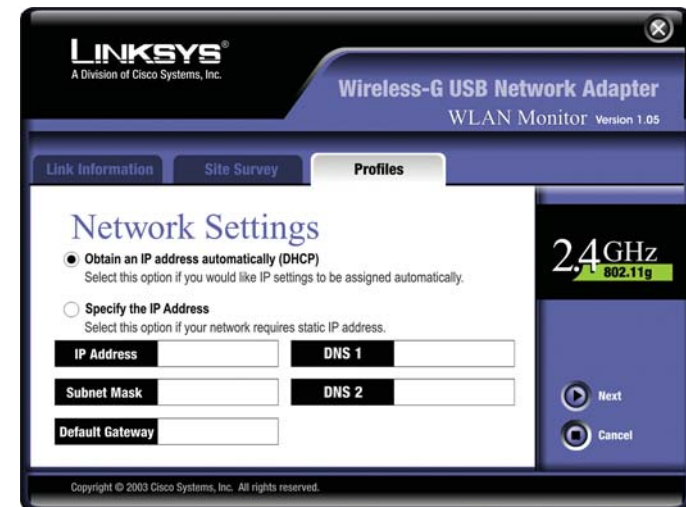 LINKSYS®
A Division of Cisco Systems, Inc.
Wireless-G USB Network Adapter
WLAN Monitor Version 1.05
Link Information
Site Survey
Profiles
Network Settings
Obtain an IP address automatically (DHCP)
Select this option if you would like IP settings to be assigned automatically.
Specify the IP Address
Select this option if your network requires static IP address.
IP Address
DNS 1
Subnet Mask
DNS 2
Default Gateway
2.4 GHz
802.11g
Next
Cancel
Copyright © 2003 Cisco Systems, Inc. All rights reserved.